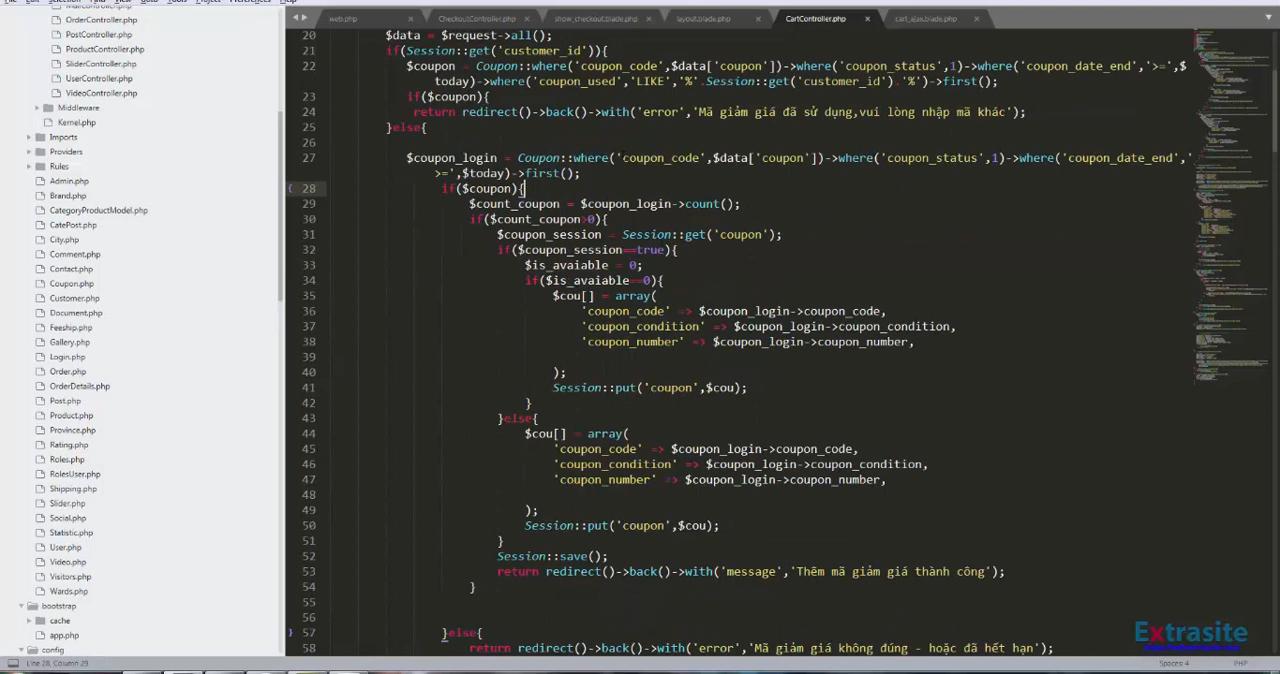 web.php × CheckoutController.php × show_checkout.blade.php × layout.blade.php × CartController.php × cart_ajax.blade.php ×
OrderController.php
PostController.php
ProductController.php
SliderController.php
UserController.php
VideoController.php
Middleware
Kernel.php
Imports
Providers
Rules
Admin.php
Brand.php
CategoryProductModel.php
CatePost.php
City.php
Comment.php
Contact.php
Coupon.php
Customer.php
Document.php
Feeship.php
Gallery.php
Login.php
Order.php
OrderDetails.php
Post.php
Product.php
Province.php
Rating.php
Roles.php
RolesUser.php
Shipping.php
Slider.php
Social.php
Statistic.php
User.php
Video.php
Visitors.php
Wards.php
bootstrap
cache
app.php
config
20 $data = $request->all();
21 if(Session::get('customer_id')){
22 $coupon = Coupon::where('coupon_code',$data['coupon'])->where('coupon_status',1)->where('coupon_date_end','>=',$
today)->where('coupon_used','LIKE','%'.Session::get('customer_id').'%')->first();
23 if($coupon){
24 return redirect()->back()->with('error','Mã giảm giá đã sử dụng,vui lòng nhập mã khác');
25 }else{
26
27 $coupon_login = Coupon::where('coupon_code',$data['coupon'])->where('coupon_status',1)->where('coupon_date_end','
>=',$today)->first();
28 if($coupon){
29 $count_coupon = $coupon_login->count();
30 if($count_coupon>0){
31 $coupon_session = Session::get('coupon');
32 if($coupon_session==true){
33 $is_avaiable = 0;
34 if($is_avaiable==0){
35 $cou[] = array(
36 'coupon_code' => $coupon_login->coupon_code,
37 'coupon_condition' => $coupon_login->coupon_condition,
38 'coupon_number' => $coupon_login->coupon_number,
39
40 );
41 Session::put('coupon',$cou);
42 }
43 }else{
44 $cou[] = array(
45 'coupon_code' => $coupon_login->coupon_code,
46 'coupon_condition' => $coupon_login->coupon_condition,
47 'coupon_number' => $coupon_login->coupon_number,
48
49 );
50 Session::put('coupon',$cou);
51 }
52 Session::save();
53 return redirect()->back()->with('message','Thêm mã giảm giá thành công');
54 }
55
56
57 }else{
58 return redirect()->back()->with('error','Mã giảm giá không đúng - hoặc đã hết hạn');
Extrasite
Line 28, Column 29
Spaces: 4
PHP